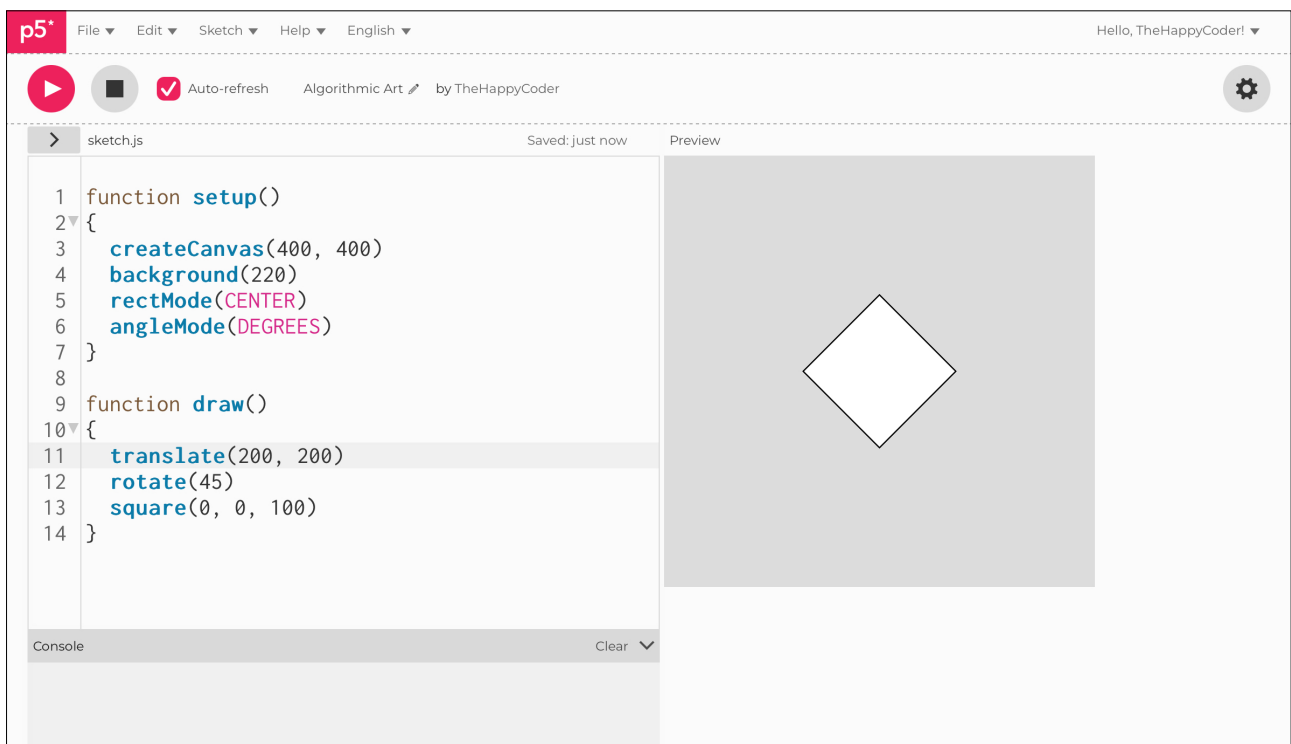 p5* File Edit Sketch Help English Hello, TheHappyCoder!
Auto-refresh Algorithmic Art by TheHappyCoder
sketch.js Saved: just now Preview
1 function setup()
2 {
3 createCanvas(400, 400)
4 background(220)
5 rectMode(CENTER)
6 angleMode(DEGREES)
7 }
8
9 function draw()
10 {
11 translate(200, 200)
12 rotate(45)
13 square(0, 0, 100)
14 }
Console Clear